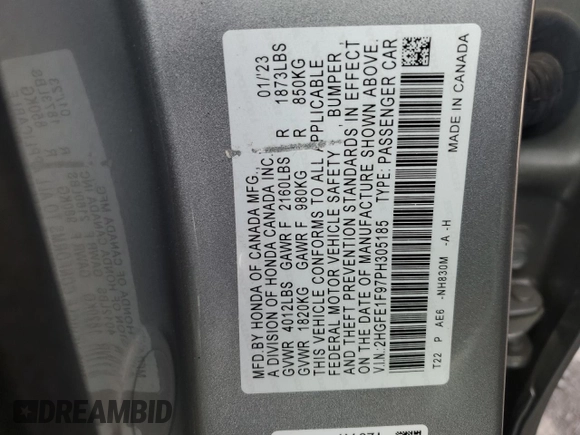 MFD.BY HONDA OF CANADA MFG., 01/'23
A DIVISION OF HONDA CANADA INC.
GVWR 4012LBS GAWR F 2160LBS R 1873LBS
GVWR 1820KG GAWR F 980KG R 850KG
THIS VEHICLE CONFORMS TO ALL APPLICABLE
FEDERAL MOTOR VEHICLE SAFETY, BUMPER,
AND THEFT PREVENTION STANDARDS IN EFFECT
ON THE DATE OF MANUFACTURE SHOWN ABOVE.
V.I.N. 2HGFE1F97PH305185 TYPE: PASSENGER CAR
T22 P AE6 -NH830M -A -H MADE IN CANADA
DREAMBID